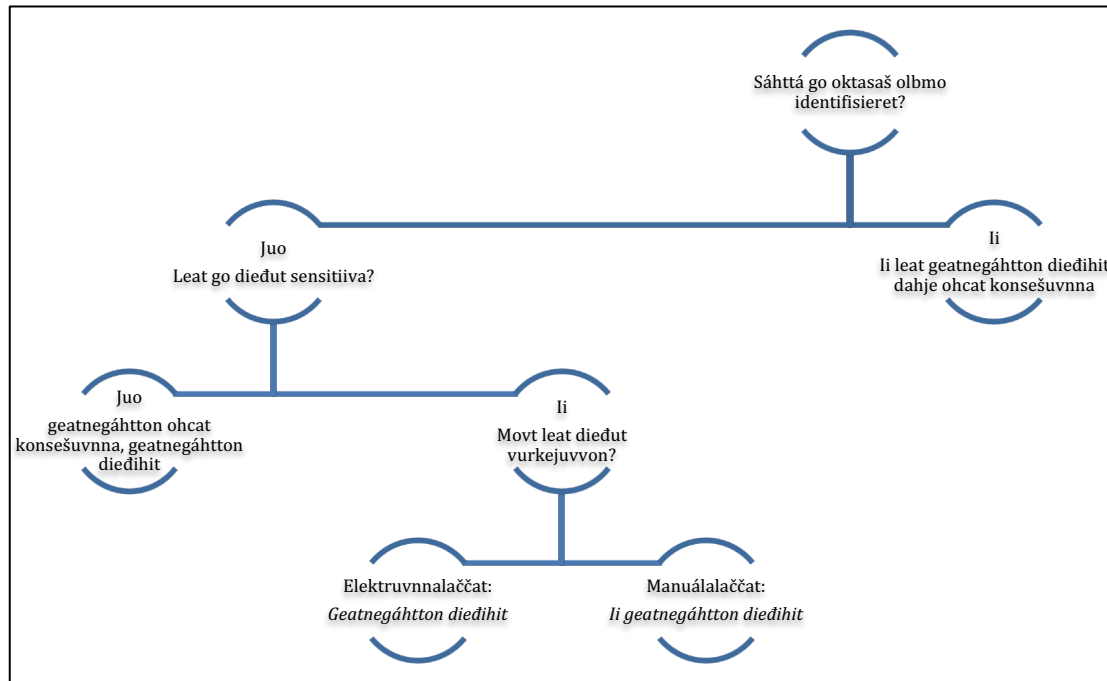 Sáhttá go oktasaš olbmo
identifisieret?
Juo
Leat go dieđut sensitiiva?
Ii
Ii leat geatnegáhtton dieđihit
dahje ohcat konsešuvnna
Juo
geatnegáhtton ohcat
konsešuvnna, geatnegáhtton
dieđihit
Ii
Movt leat dieđut
vurkejuvvon?
Elektruvnnalaččat:
Geatnegáhtton dieđihit
Manuálalaččat:
Ii geatnegáhtton dieđihit